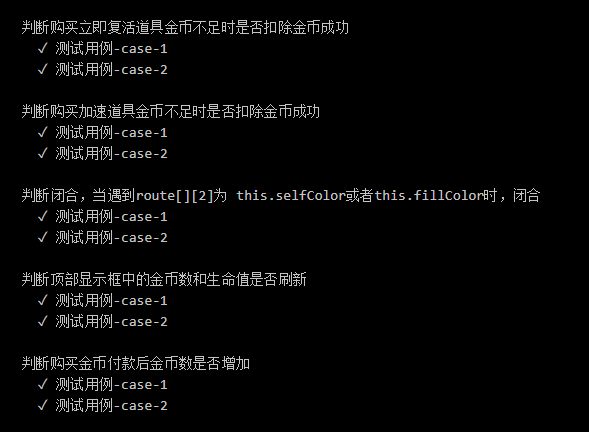 判断购买立即复活道具金币不足时是否扣除金币成功
✓ 测试用例-case-1
✓ 测试用例-case-2
判断购买加速道具金币不足时是否扣除金币成功
✓ 测试用例-case-1
✓ 测试用例-case-2
判断闭合，当遇到route[][2]为 this.selfColor或者this.fillColor时，闭合
✓ 测试用例-case-1
✓ 测试用例-case-2
判断顶部显示框中的金币数和生命值是否刷新
✓ 测试用例-case-1
✓ 测试用例-case-2
判断购买金币付款后金币数是否增加
✓ 测试用例-case-1
✓ 测试用例-case-2